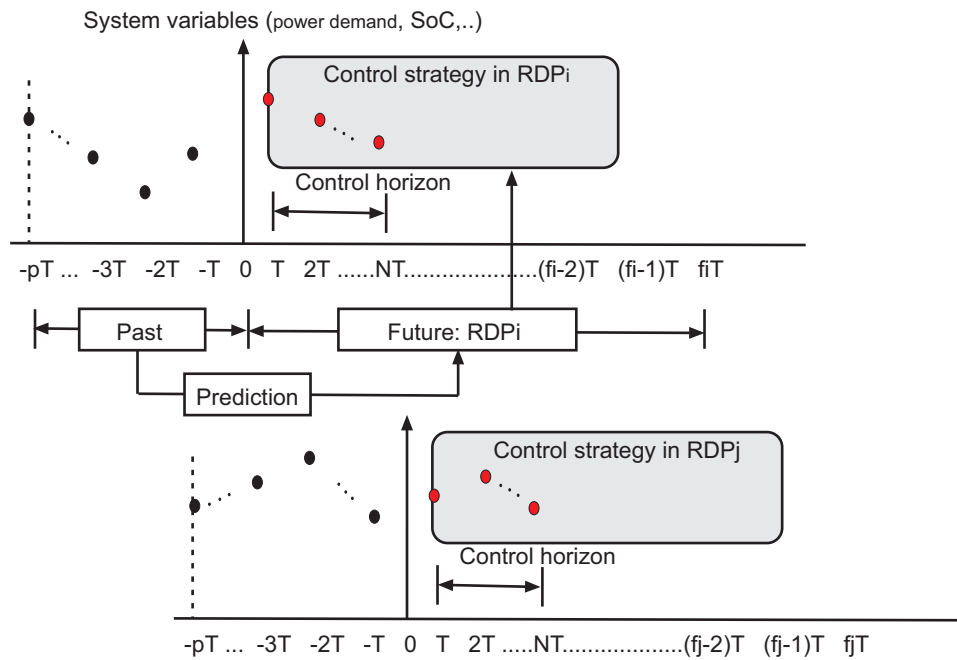 System variables (power demand, SoC,..)
Control strategy in RDPi
Control horizon
-pT ... -3T -2T -T 0 T 2T ......NT......................(fi-2)T (fi-1)T fiT
Past
Future: RDPi
Prediction
Control strategy in RDPj
Control horizon
-pT ... -3T -2T -T 0 T 2T .....NT....................(fj-2)T (fj-1)T fjT